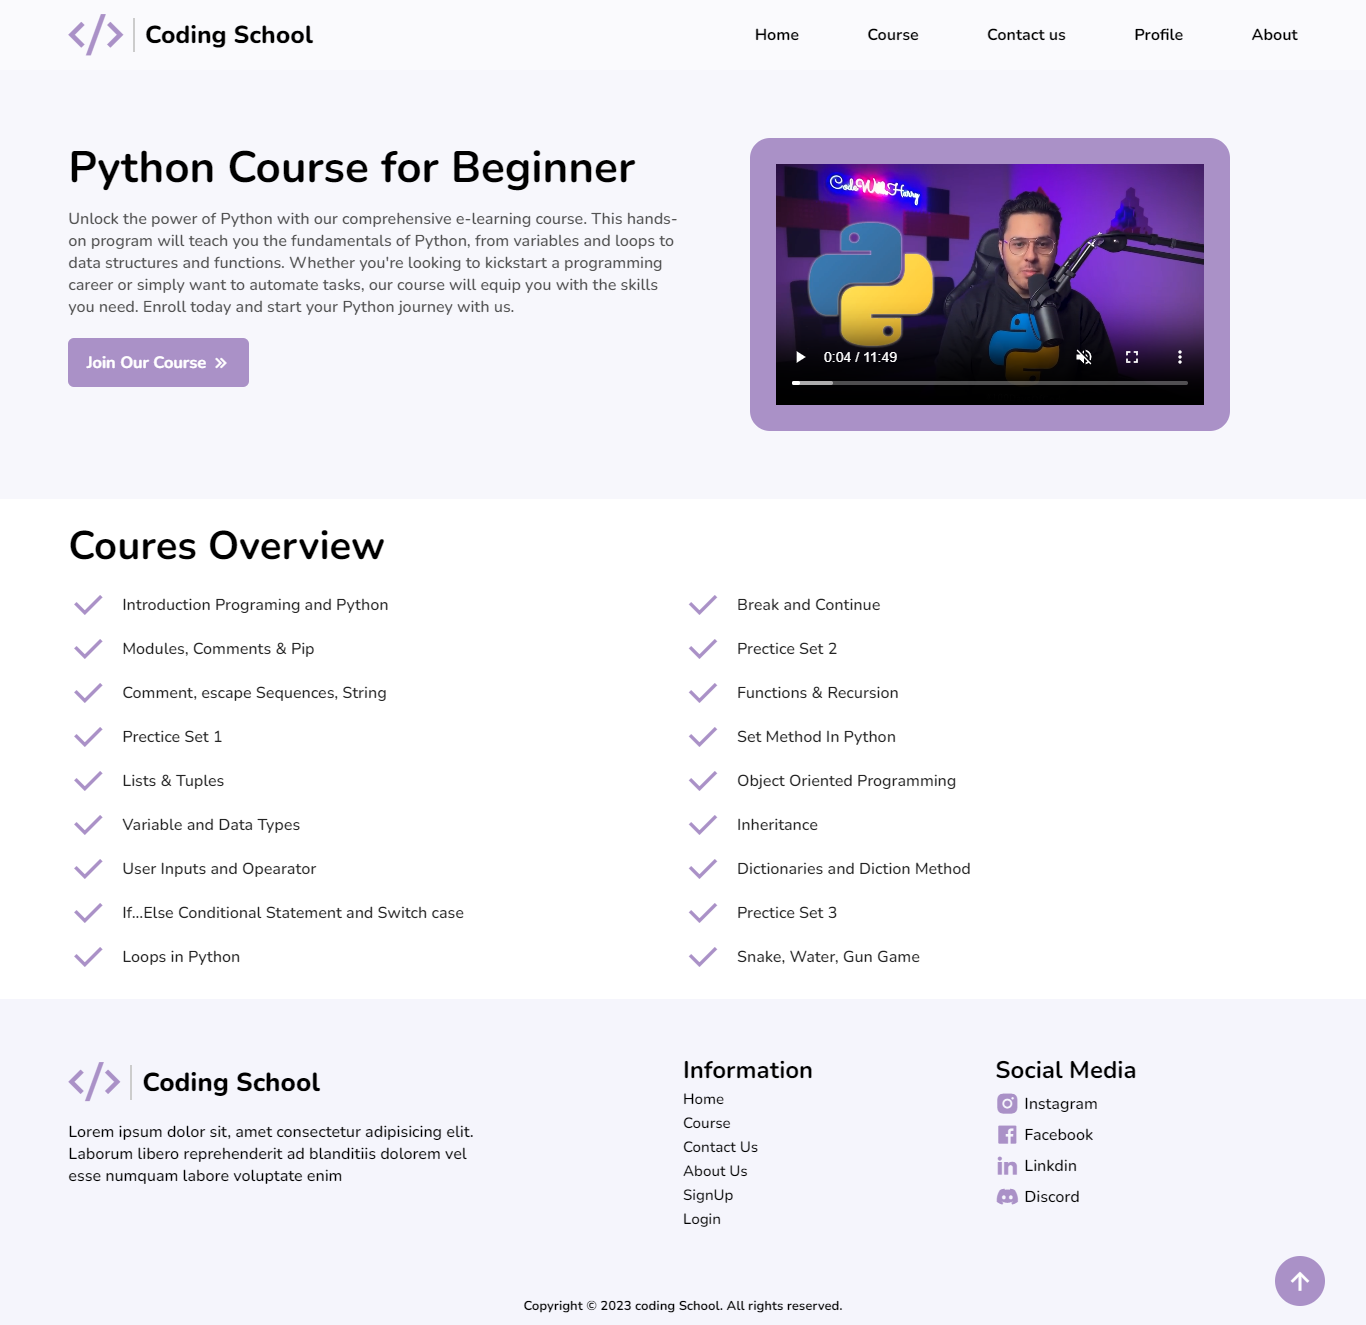 Coding School
Home
Course
Contact us
Profile
About
Python Course for Beginner
Unlock the power of Python with our comprehensive e-learning course. This hands-
on program will teach you the fundamentals of Python, from variables and loops to
data structures and functions. Whether you're looking to kickstart a programming
career or simply want to automate tasks, our course will equip you with the skills
you need. Enroll today and start your Python journey with us.
Join Our Course »
CodeWithHarry
0:04 / 11:49
Coures Overview
Introduction Programing and Python
Modules, Comments & Pip
Comment, escape Sequences, String
Prectice Set 1
Lists & Tuples
Variable and Data Types
User Inputs and Opearator
If...Else Conditional Statement and Switch case
Loops in Python
Break and Continue
Prectice Set 2
Functions & Recursion
Set Method In Python
Object Oriented Programming
Inheritance
Dictionaries and Diction Method
Prectice Set 3
Snake, Water, Gun Game
Coding School
Lorem ipsum dolor sit, amet consectetur adipisicing elit.
Laborum libero reprehenderit ad blanditiis dolorem vel
esse numquam labore voluptate enim
Information
Home
Course
Contact Us
About Us
SignUp
Login
Social Media
Instagram
Facebook
Linkdin
Discord
Copyright © 2023 coding School. All rights reserved.